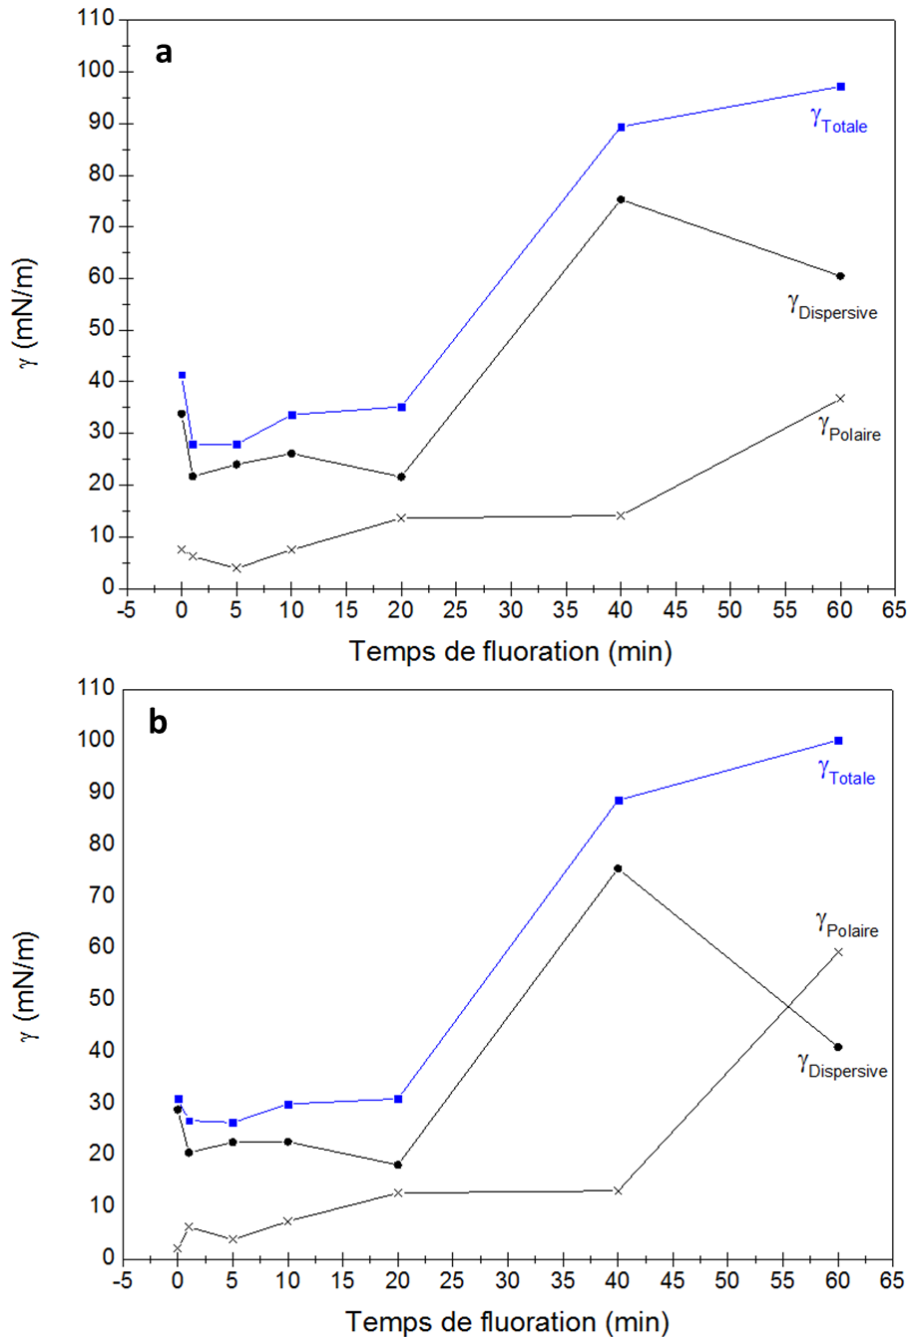 a
110
100
90
80
70
60
50
40
30
20
10
0
γ (mN/m)
γTotale
γDispersive
γPolaire
-5 0 5 10 15 20 25 30 35 40 45 50 55 60 65
Temps de fluoration (min)
b
110
100
90
80
70
60
50
40
30
20
10
0
γ (mN/m)
γTotale
γPolaire
γDispersive
-5 0 5 10 15 20 25 30 35 40 45 50 55 60 65
Temps de fluoration (min)